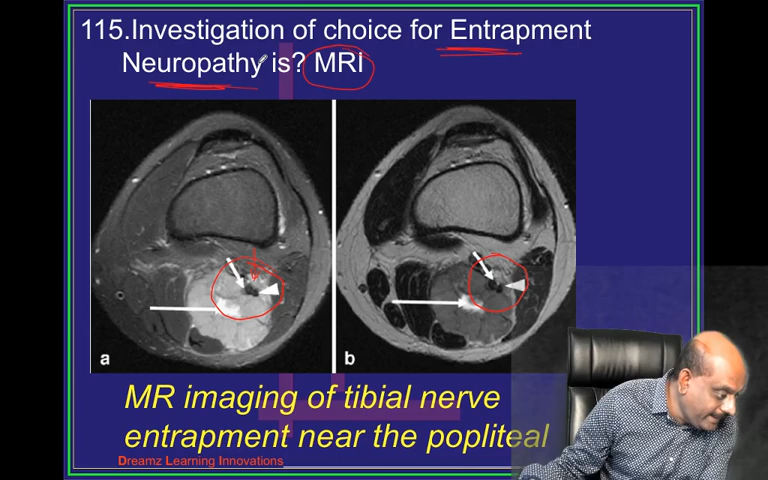 115.Investigation of choice for Entrapment
Neuropathy is? MRI
a
b
MR imaging of tibial nerve
entrapment near the popliteal
Dreamz Learning Innovations